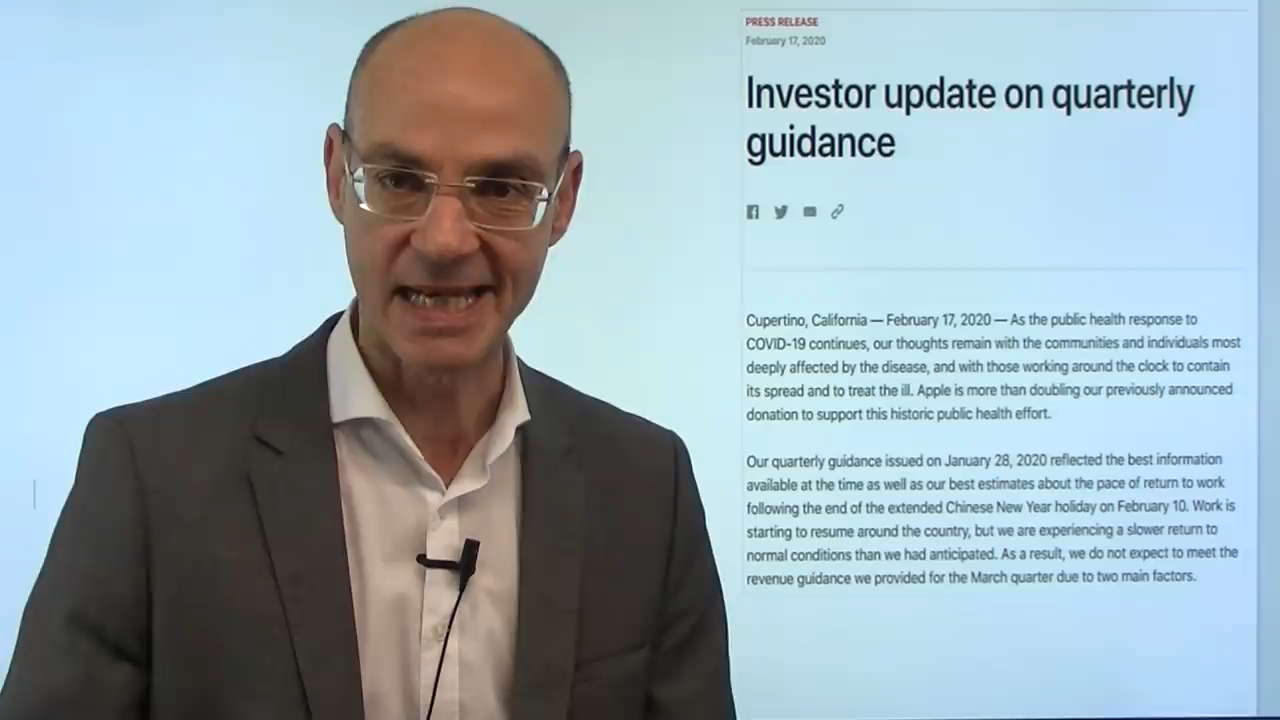 PRESS RELEASE
February 17, 2020
Investor update on quarterly
guidance
Cupertino, California — February 17, 2020 — As the public health response to
COVID-19 continues, our thoughts remain with the communities and individuals most
deeply affected by the disease, and with those working around the clock to contain
its spread and to treat the ill. Apple is more than doubling our previously announced
donation to support this historic public health effort.
Our quarterly guidance issued on January 28, 2020 reflected the best information
available at the time as well as our best estimates about the pace of return to work
following the end of the extended Chinese New Year holiday on February 10. Work is
starting to resume around the country, but we are experiencing a slower return to
normal conditions than we had anticipated. As a result, we do not expect to meet the
revenue guidance we provided for the March quarter due to two main factors.